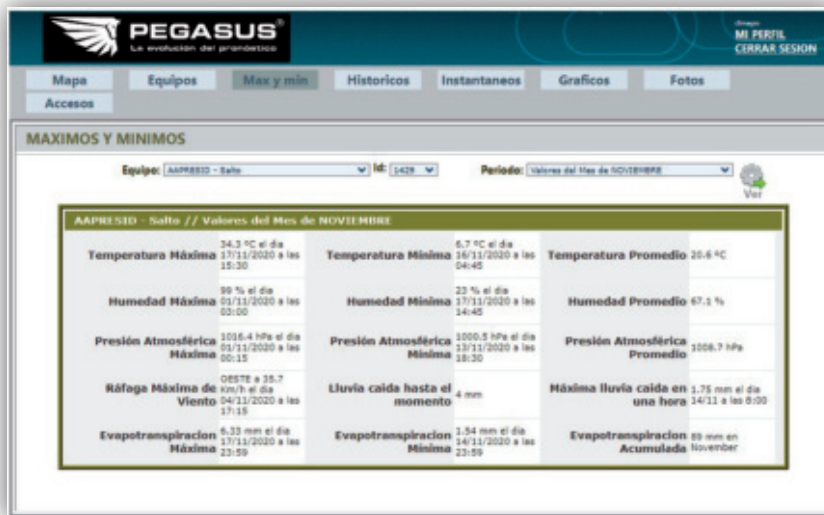 PEGASUS®
La evolución del pronóstico
MI PERFIL
CERRAR SESION
Mapa
Equipos
Max y min
Historicos
Instantaneos
Graficos
Fotos
Accesos
MAXIMOS Y MINIMOS
Equipo: AAPRESID - Salto Id: 1429 Periodo: Valores del Mes de NOVIEMBRE
Ver
AAPRESID - Salto // Valores del Mes de NOVIEMBRE
Temperatura Máxima
34.3 ºC el dia
17/11/2020 a las
15:30
Temperatura Minima
6.7 ºC el dia
16/11/2020 a las
04:45
Temperatura Promedio 20.6 ºC
Humedad Máxima
99 % el dia
01/11/2020 a las
03:00
Humedad Minima
23 % el dia
17/11/2020 a las
14:45
Humedad Promedio 67.1 %
Presión Atmosférica
Máxima
1016.4 hPa el dia
01/11/2020 a las
00:15
Presión Atmosférica
Minima
1000.5 hPa el dia
13/11/2020 a las
18:30
Presión Atmosférica
Promedio
1008.7 hPa
Ráfaga Máxima de
Viento
OESTE a 35.7
Km/h el dia
04/11/2020 a las
17:15
Lluvia caida hasta el
momento
4 mm
Máxima lluvia caida en
una hora
1.75 mm el dia
14/11 a las 8:00
Evapotranspiracion
Máxima
6.33 mm el dia
17/11/2020 a las
23:59
Evapotranspiracion
Minima
1.54 mm el dia
14/11/2020 a las
23:59
Evapotranspiracion
Acumulada
89 mm en
November